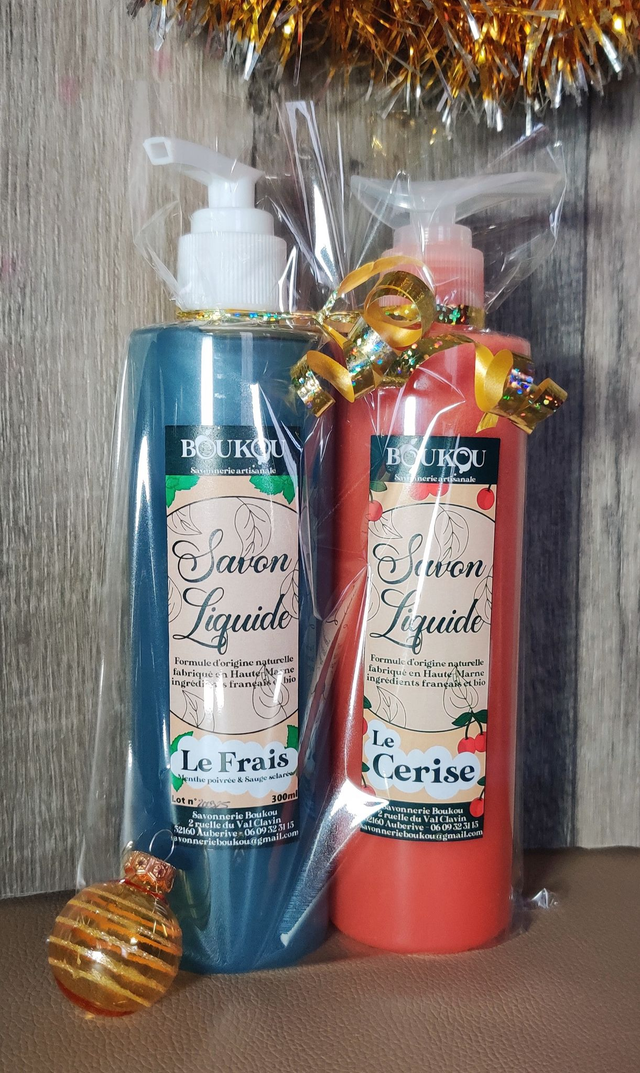 BOUKOU
Savonnerie artisanale
Savon
Liquide
Formule d'origine naturelle
fabriqué en Haute-Marne
ingrédients français et bio
Le Frais
Menthe poivrée & Sauge sclarée
Lot n°
300ml
Savonnerie Boukou
2 ruelle du Val Clavin
52160 Auberive - 06 09 32 31 13
savonnerieboukou@gmail.com
BOUKOU
Savonnerie artisanale
Savon
Liquide
Formule d'origine naturelle
fabriqué en Haute-Marne
ingrédients français et bio
Le
Cerise
Savonnerie Boukou
2 ruelle du Val Clavin
52160 Auberive - 06 09 32 31 13
savonnerieboukou@gmail.com